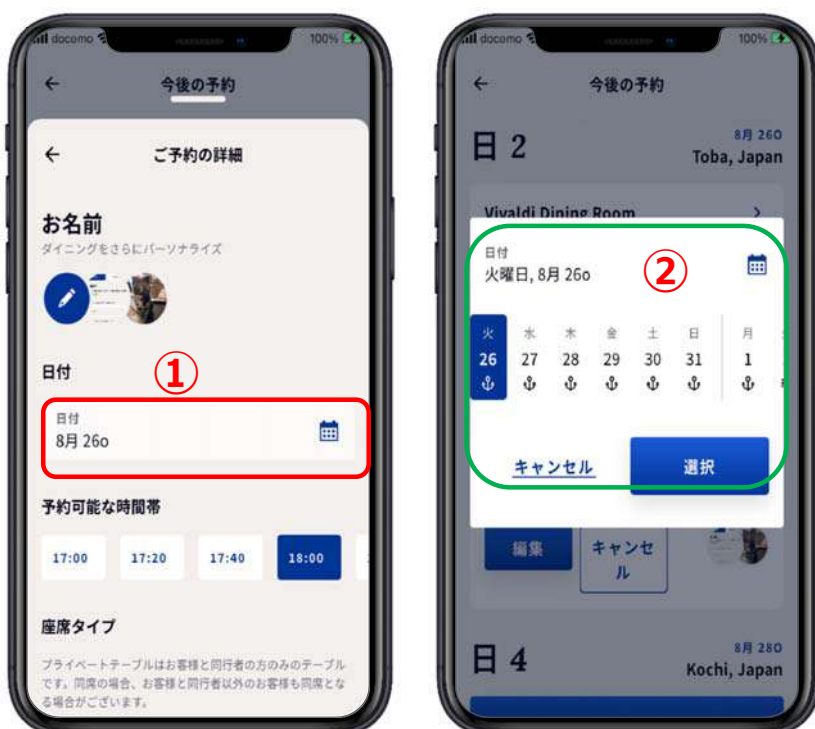 docomo
100%
今後の予約
ご予約の詳細
お名前
ダイニングをさらにパーソナライズ
日付
①
日付
8月 26o
予約可能な時間帯
17:00 17:20 17:40 18:00
座席タイプ
プライベートテーブルはお客様と同行者の方のみのテーブル
です。同席の場合、お客様と同行者以外のお客様も同席とな
る場合がございます。
docomo
100%
今後の予約
日 2
8月 26O
Toba, Japan
Vivaldi Dining Room
日付
火曜日, 8月 26o
②
火 水 木 金 土 日 月
26 27 28 29 30 31 1
キャンセル
選択
編集
キャンセ
ル
日 4
8月 28O
Kochi, Japan